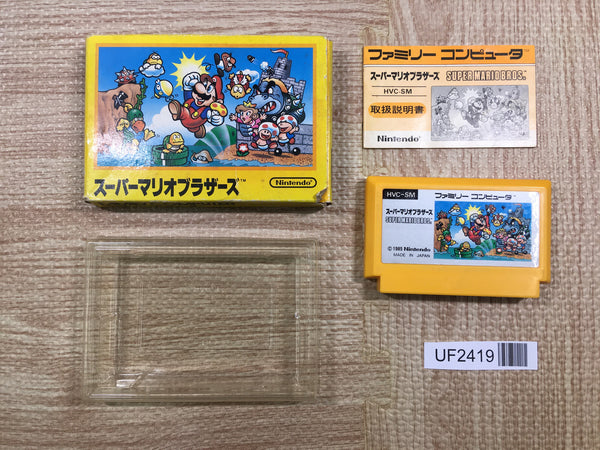 スーパーマリオブラザーズ™
Nintendo
ファミリー コンピュータ
スーパーマリオブラザーズ SUPER MARIO BROS.
HVC-SM
取扱説明書
Nintendo
HVC-SM ファミリー コンピュータ
スーパーマリオブラザーズ
SUPER MARIO BROS.
©1985 Nintendo
MADE IN JAPAN
UF2419